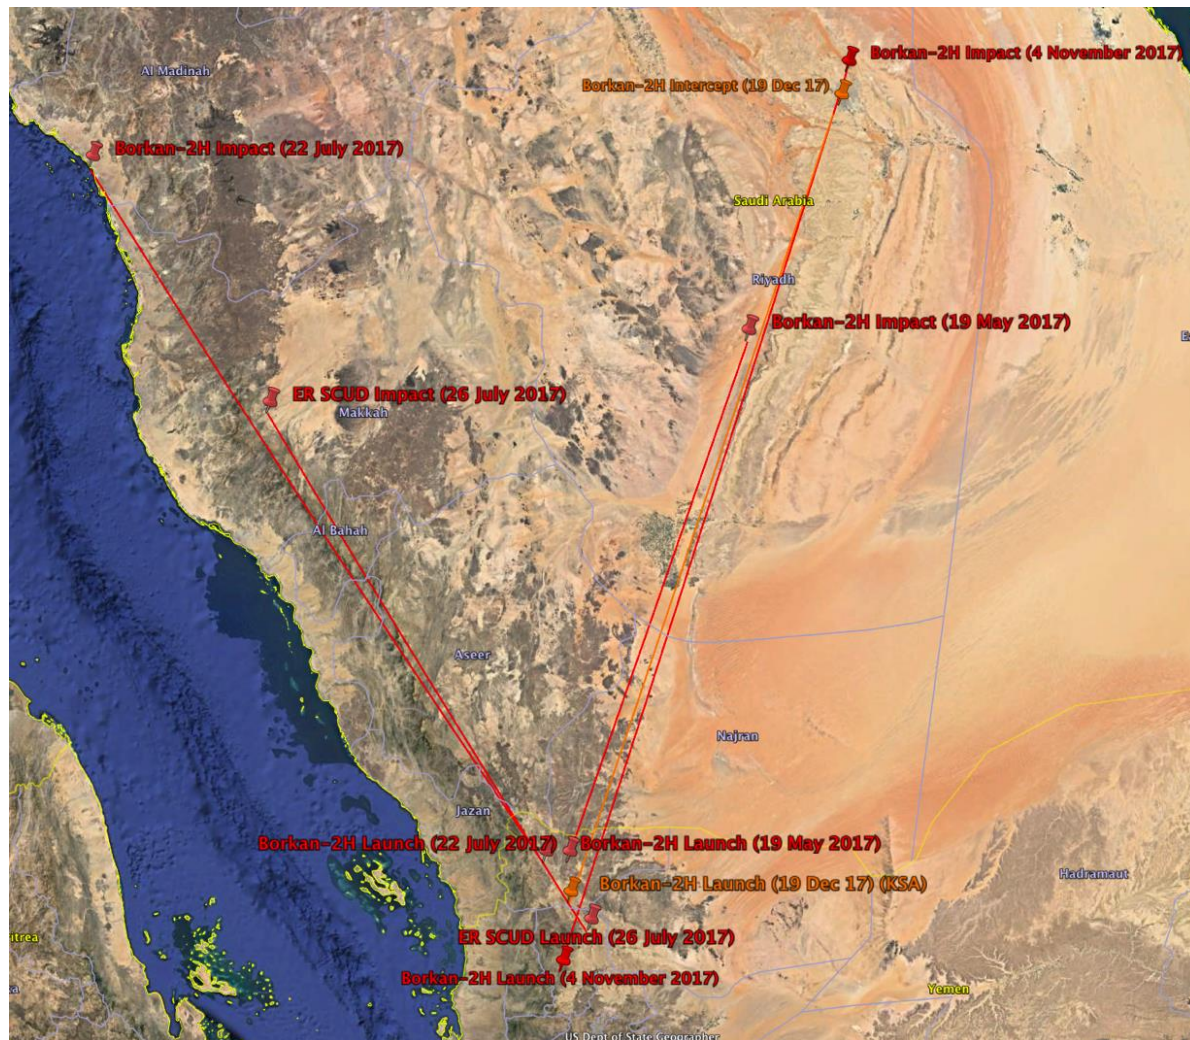 Borkan-2H Impact (4 November 2017)
Al Madinah
Borkan-2H Intercept (19 Dec 17)
Borkan-2H Impact (22 July 2017)
Saudi Arabia
Riyadh
Borkan-2H Impact (19 May 2017)
ER SCUD Impact (26 July 2017)
Makkah
Al Bahah
Aseer
Najran
Jazan
Borkan-2H Launch (22 July 2017)
Borkan-2H Launch (19 May 2017)
Hadramaut
Borkan-2H Launch (19 Dec 17) (KSA)
itrea
ER SCUD Launch (26 July 2017)
Borkan-2H Launch (4 November 2017)
Yemen
US Dept of State Geographer